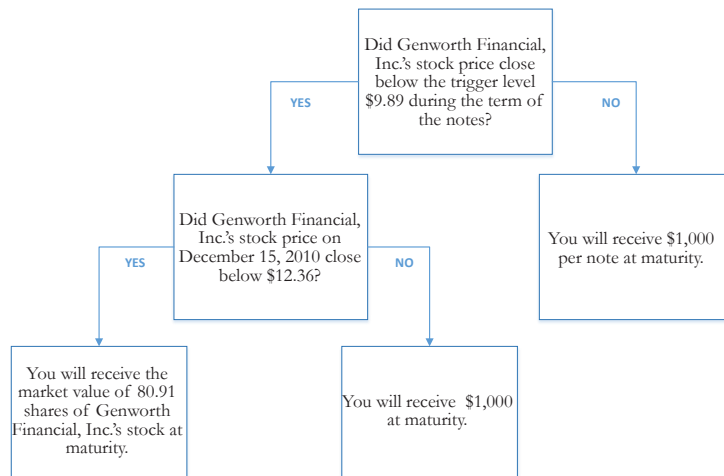 Did Genworth Financial,
Inc.'s stock price close
below the trigger level
$9.89 during the term of
the notes?
YES
NO
Did Genworth Financial,
Inc.'s stock price on
December 15, 2010 close
below $12.36?
You will receive $1,000
per note at maturity.
YES
NO
You will receive the
market value of 80.91
shares of Genworth
Financial, Inc.'s stock at
maturity.
You will receive $1,000
at maturity.